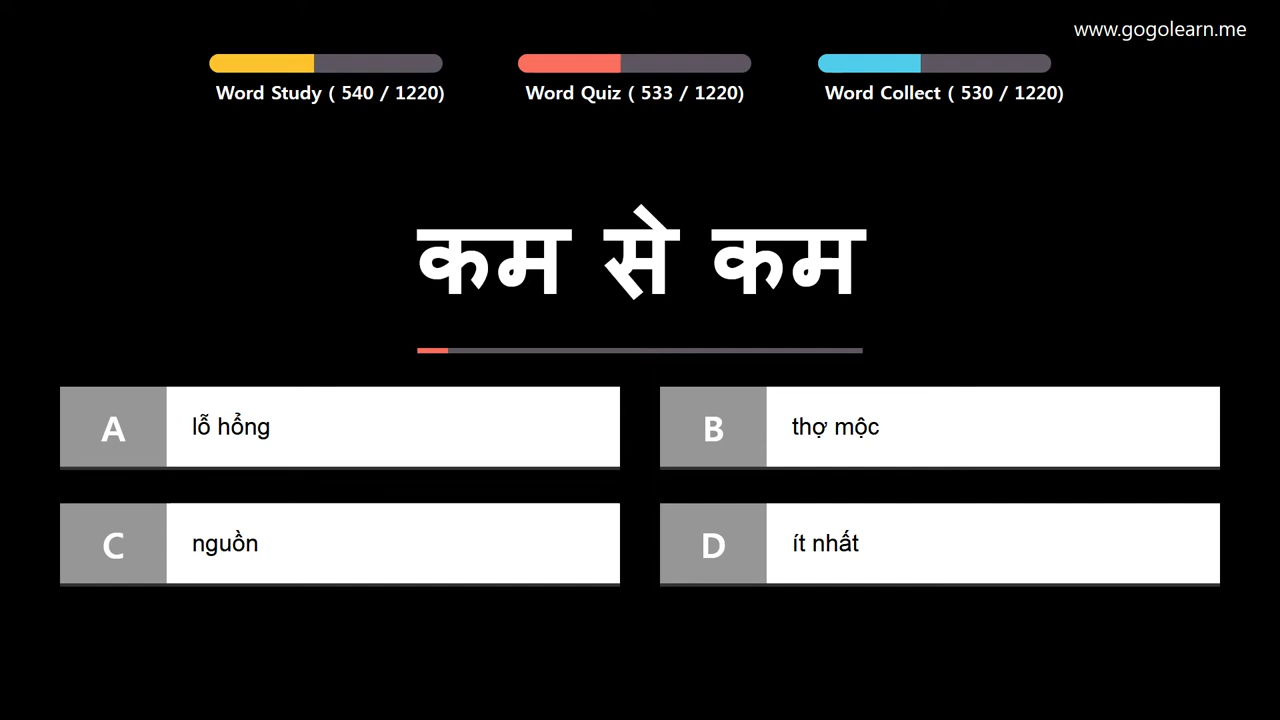 www.gogolearn.me
Word Study ( 540 / 1220)
Word Quiz ( 533 / 1220)
Word Collect ( 530 / 1220)
कम से कम
A lỗ hổng
B thợ mộc
C nguồn
D ít nhất